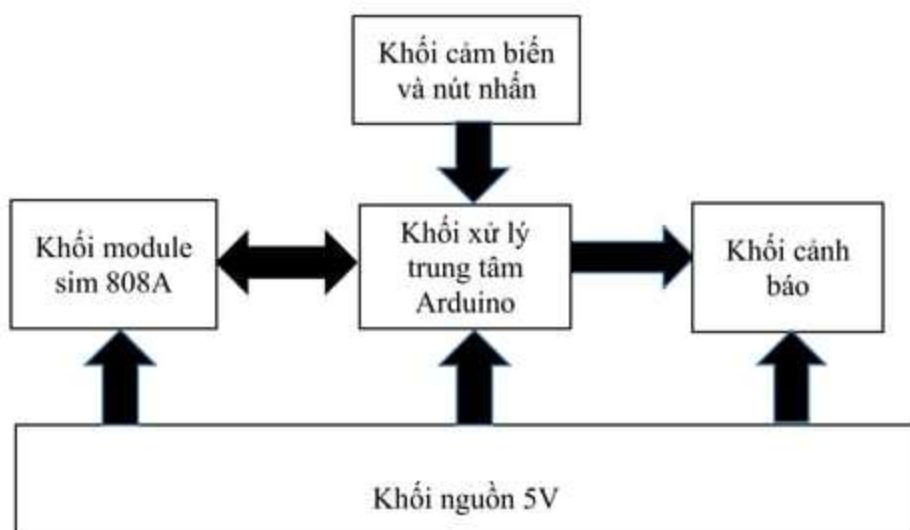 Khối cảm biến
và nút nhấn
Khối module
sim 808A
Khối xử lý
trung tâm
Arduino
Khối cảnh
báo
Khối nguồn 5V